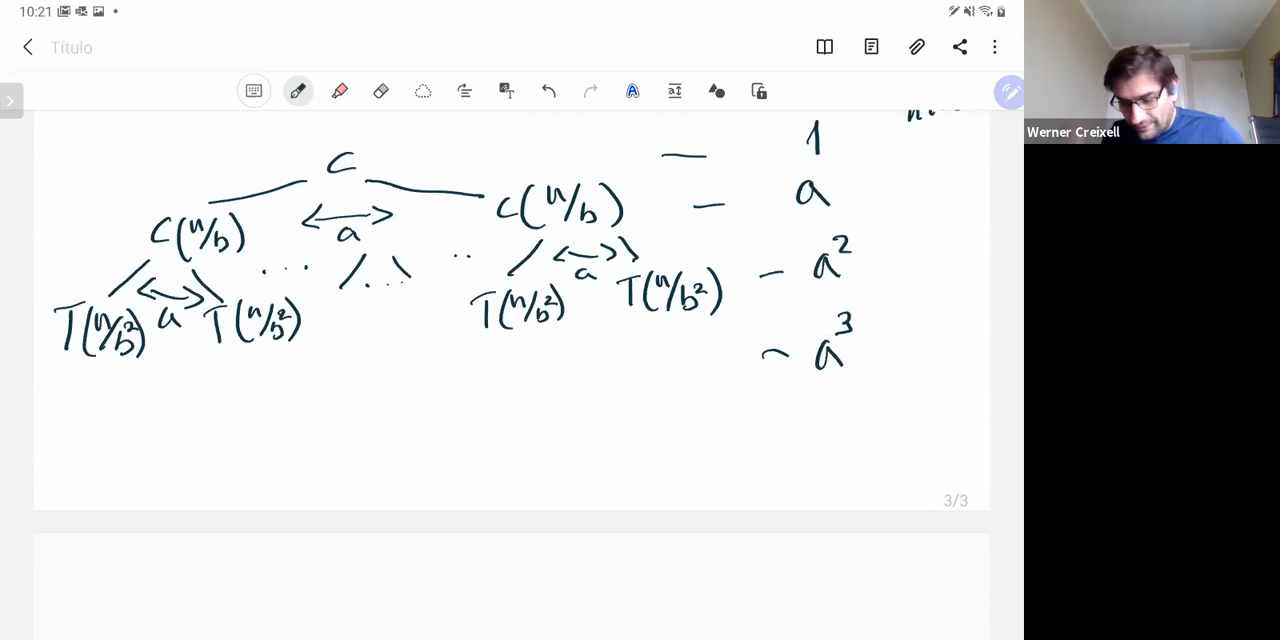 10:21
Título
Werner Creixell
C — 1
C(n/b) <-> a C(n/b) — a
... /...\ .. <-> a — a²
T(n/b²) a T(n/b²) T(n/b²) T(n/b²)
— a³
3/3